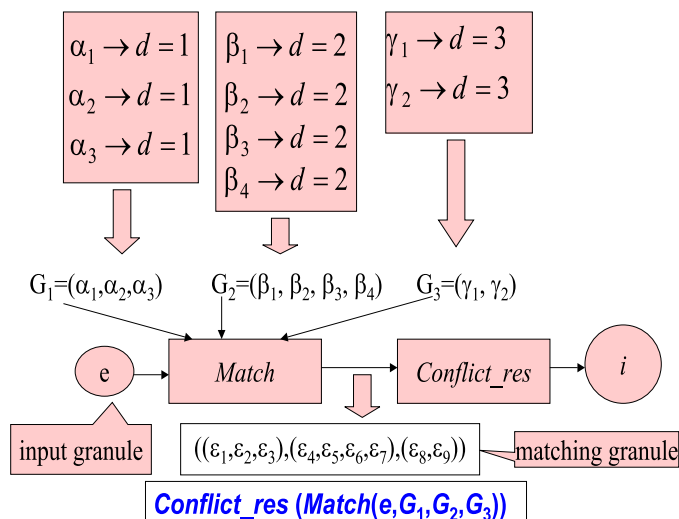 α₁ → d = 1
α₂ → d = 1
α₃ → d = 1
β₁ → d = 2
β₂ → d = 2
β₃ → d = 2
β₄ → d = 2
γ₁ → d = 3
γ₂ → d = 3
G₁=(α₁,α₂,α₃)
G₂=(β₁, β₂, β₃, β₄)
G₃=(γ₁, γ₂)
e
Match
Conflict_res
i
input granule
((ε₁,ε₂,ε₃),(ε₄,ε₅,ε₆,ε₇),(ε₈,ε₉))
matching granule
Conflict_res (Match(e,G₁,G₂,G₃))